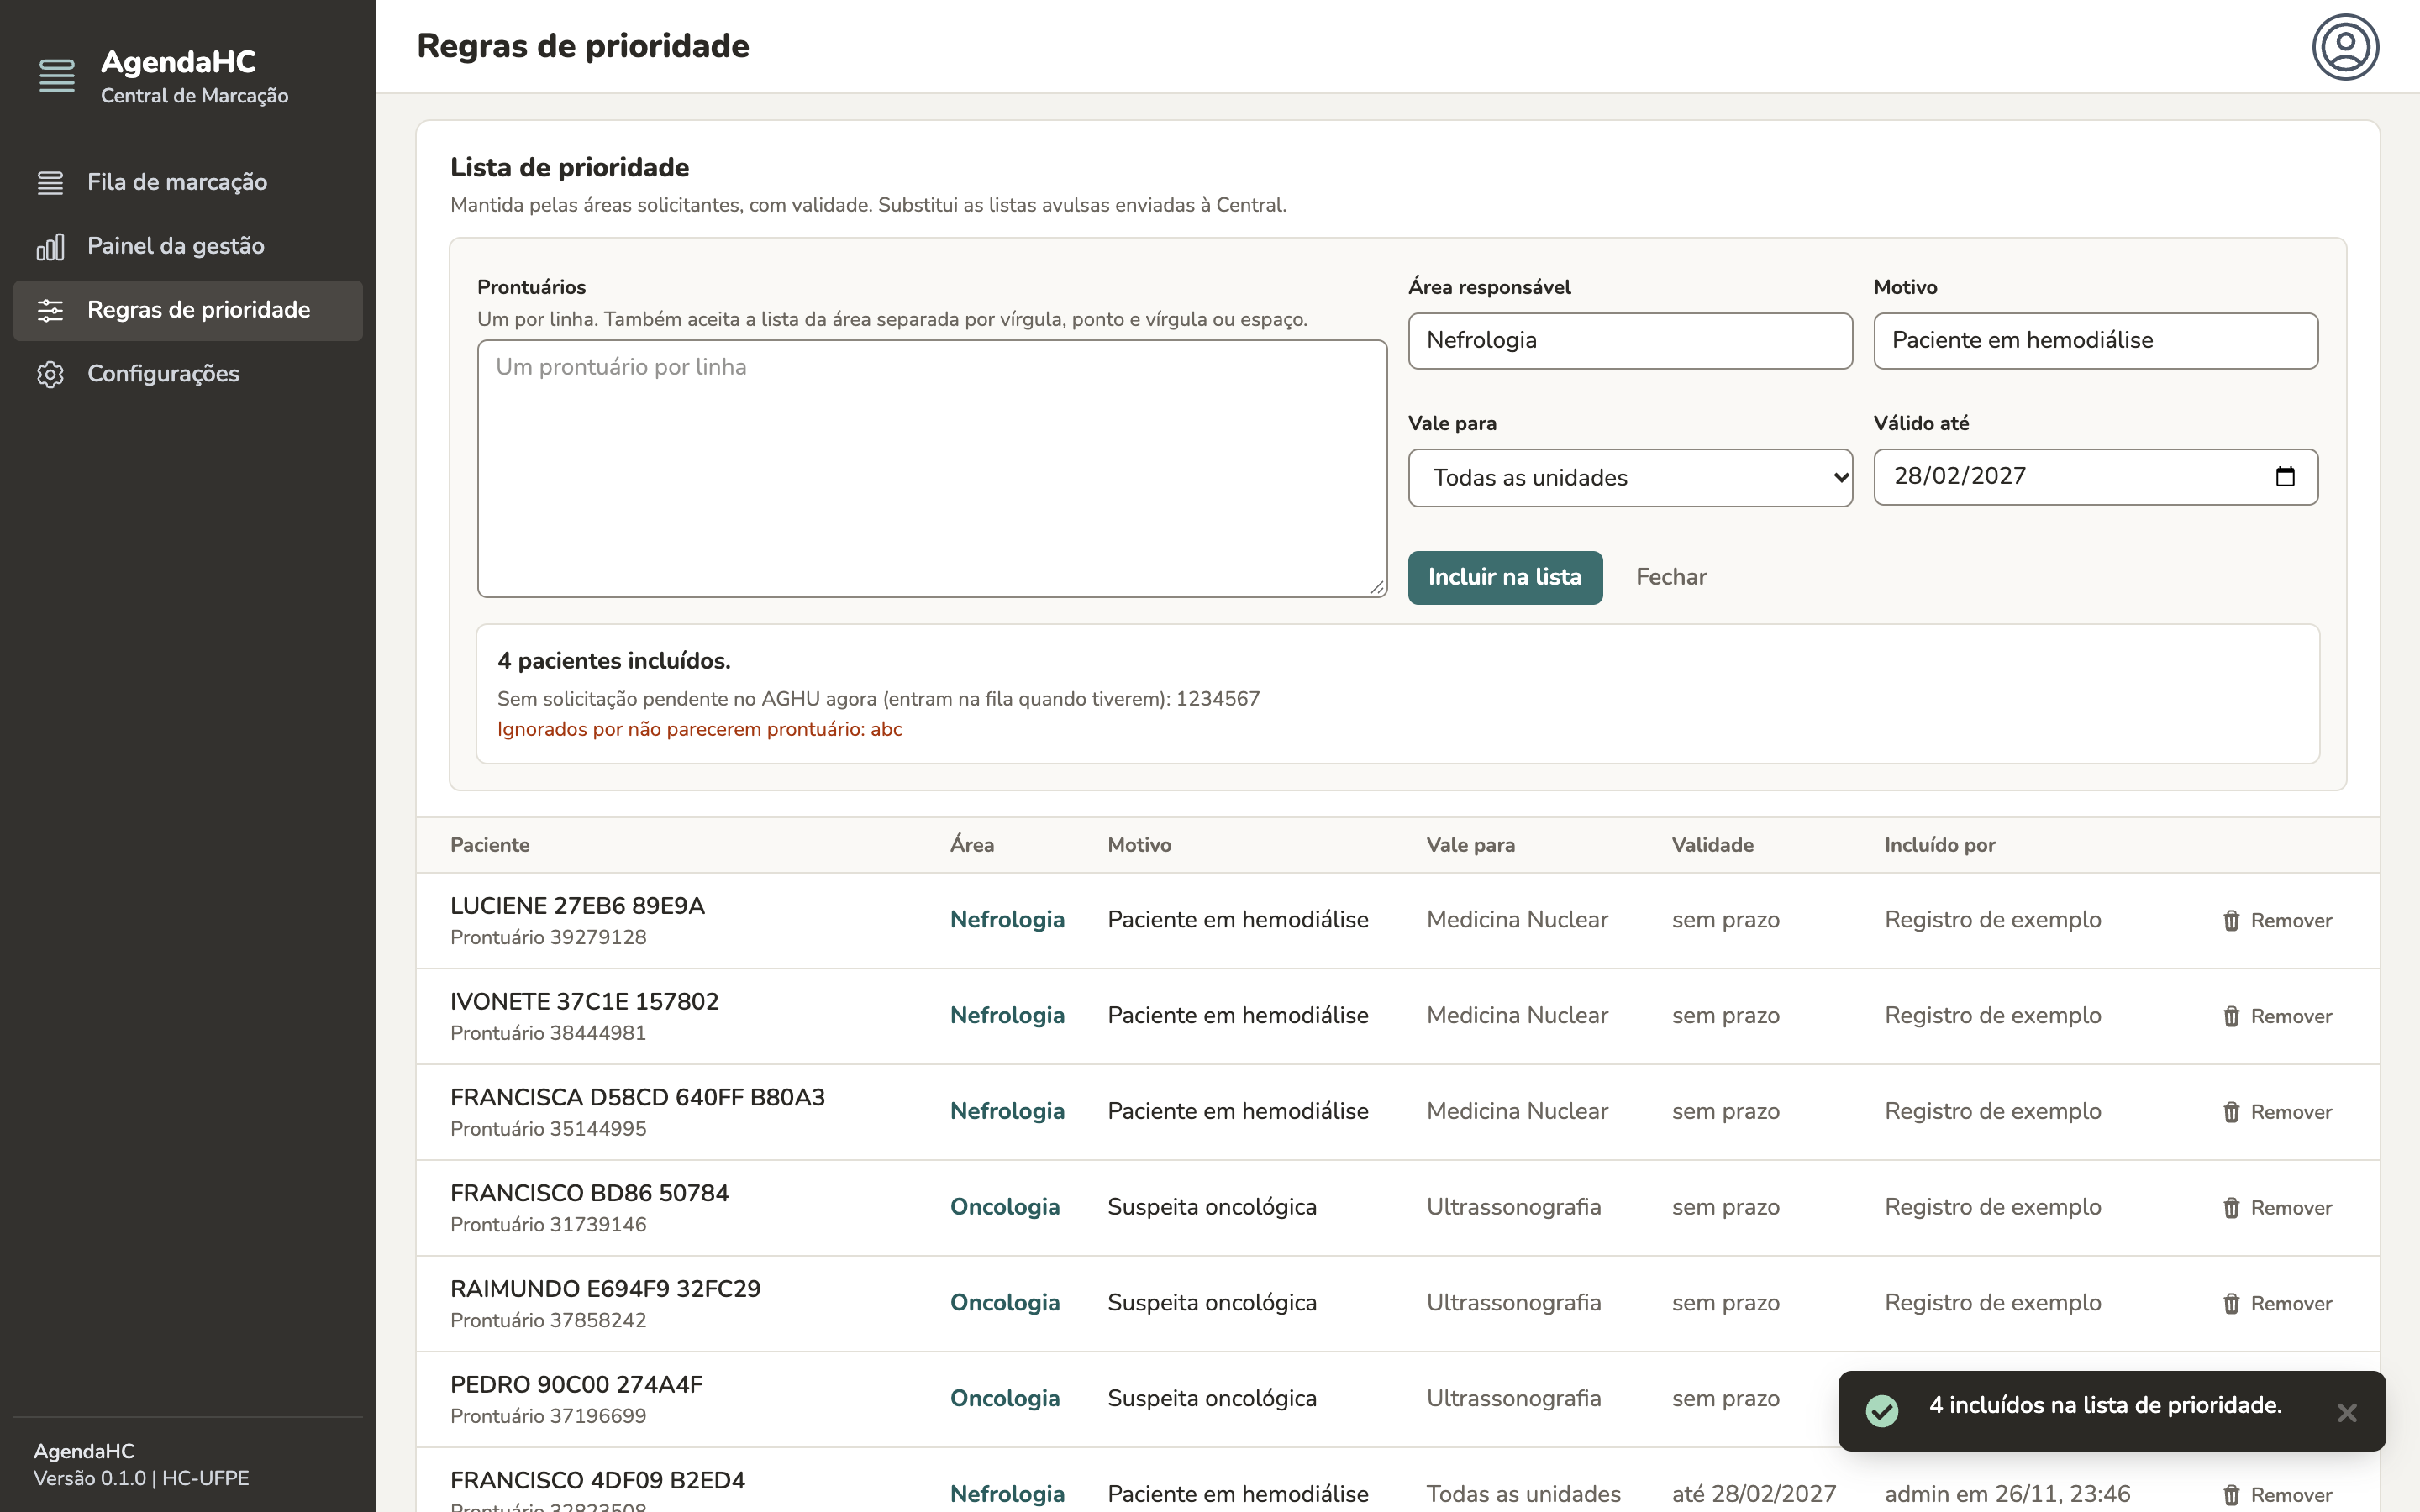 AgendaHC
Central de Marcação
Fila de marcação
Painel da gestão
Regras de prioridade
Configurações
AgendaHC
Versão 0.1.0 | HC-UFPE
Regras de prioridade
Lista de prioridade
Mantida pelas áreas solicitantes, com validade. Substitui as listas avulsas enviadas à Central.
Prontuários
Um por linha. Também aceita a lista da área separada por vírgula, ponto e vírgula ou espaço.
Um prontuário por linha
Área responsável
Nefrologia
Motivo
Paciente em hemodiálise
Vale para
Todas as unidades
Válido até
28/02/2027
Incluir na lista
Fechar
4 pacientes incluídos.
Sem solicitação pendente no AGHU agora (entram na fila quando tiverem): 1234567
Ignorados por não parecerem prontuário: abc
Paciente Área Motivo Vale para Validade Incluído por
LUCIENE 27EB6 89E9A
Prontuário 39279128
Nefrologia Paciente em hemodiálise Medicina Nuclear sem prazo Registro de exemplo Remover
IVONETE 37C1E 157802
Prontuário 38444981
Nefrologia Paciente em hemodiálise Medicina Nuclear sem prazo Registro de exemplo Remover
FRANCISCA D58CD 640FF B80A3
Prontuário 35144995
Nefrologia Paciente em hemodiálise Medicina Nuclear sem prazo Registro de exemplo Remover
FRANCISCO BD86 50784
Prontuário 31739146
Oncologia Suspeita oncológica Ultrassonografia sem prazo Registro de exemplo Remover
RAIMUNDO E694F9 32FC29
Prontuário 37858242
Oncologia Suspeita oncológica Ultrassonografia sem prazo Registro de exemplo Remover
PEDRO 90C00 274A4F
Prontuário 37196699
Oncologia Suspeita oncológica Ultrassonografia sem prazo
4 incluídos na lista de prioridade.
FRANCISCO 4DF09 B2ED4
Prontuário 32823508
Nefrologia Paciente em hemodiálise Todas as unidades até 28/02/2027 admin em 26/11, 23:46 Remover